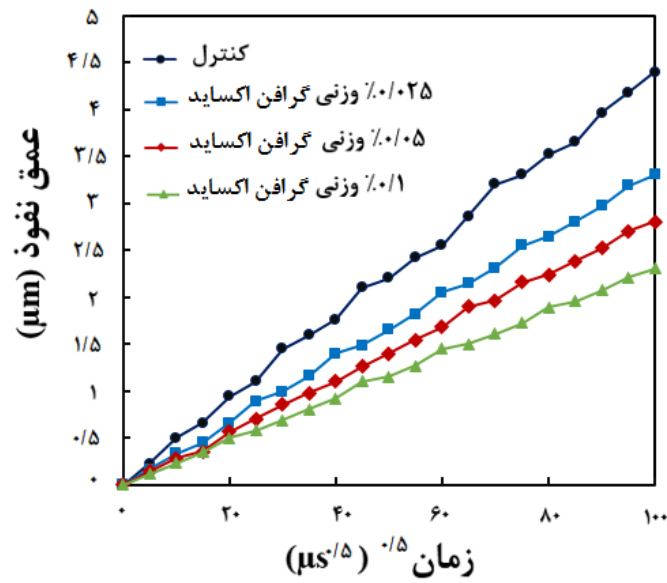 عمق نفوذ (μm)
۵
۴/۵
۴
۳/۵
۳
۲/۵
۲
۱/۵
۱
۰/۵
۰
کنترل
٪۰/۰۲۵ وزنی گرافن اکساید
٪۰/۰۵ وزنی گرافن اکساید
٪۰/۱ وزنی گرافن اکساید
۰ ۲۰ ۴۰ ۶۰ ۸۰ ۱۰۰
زمان ۰/۵ (μs۰/۵)